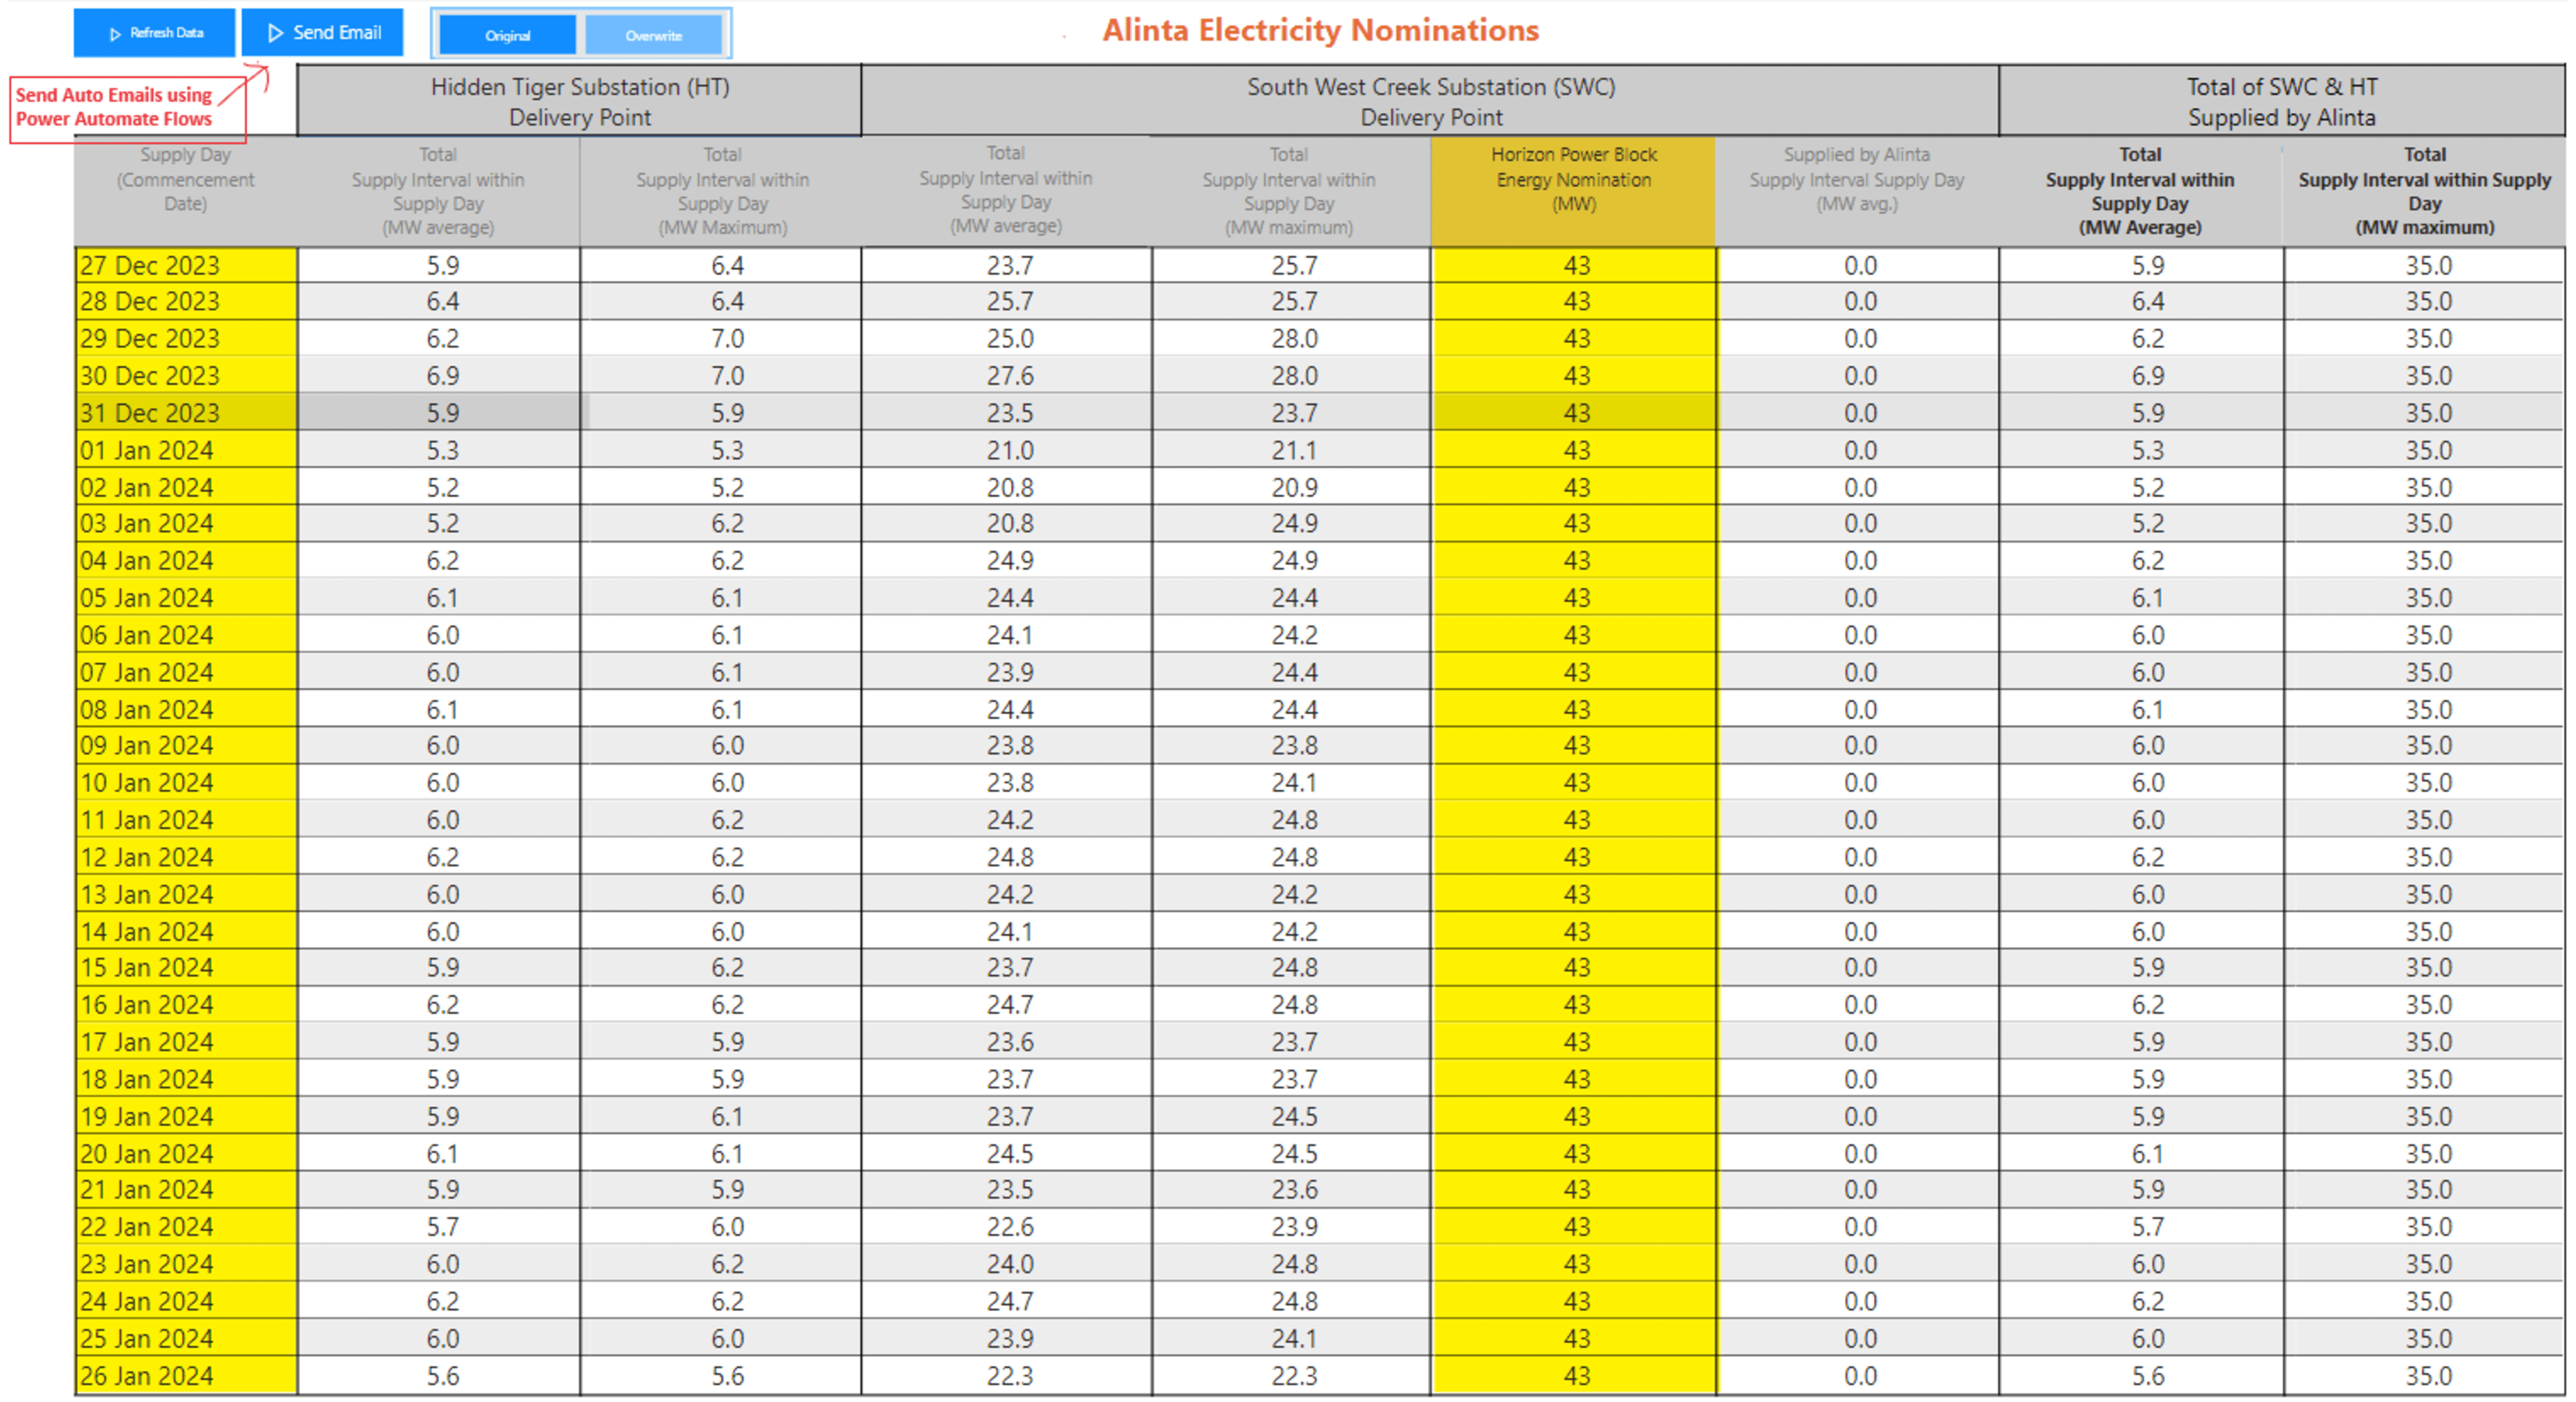 Refresh Data
Send Email
Original
Overwrite
Alinta Electricity Nominations
Send Auto Emails using
Power Automate Flows
Hidden Tiger Substation (HT)
Delivery Point
South West Creek Substation (SWC)
Delivery Point
Total of SWC & HT
Supplied by Alinta
Supply Day
(Commencement
Date)
Total
Supply Interval within
Supply Day
(MW average)
Total
Supply Interval within
Supply Day
(MW Maximum)
Total
Supply Interval within
Supply Day
(MW average)
Total
Supply Interval within
Supply Day
(MW maximum)
Horizon Power Block
Energy Nomination
(MW)
Supplied by Alinta
Supply Interval Supply Day
(MW avg.)
Total
Supply Interval within
Supply Day
(MW Average)
Total
Supply Interval within Supply
Day
(MW maximum)
27 Dec 2023 5.9 6.4 23.7 25.7 43 0.0 5.9 35.0
28 Dec 2023 6.4 6.4 25.7 25.7 43 0.0 6.4 35.0
29 Dec 2023 6.2 7.0 25.0 28.0 43 0.0 6.2 35.0
30 Dec 2023 6.9 7.0 27.6 28.0 43 0.0 6.9 35.0
31 Dec 2023 5.9 5.9 23.5 23.7 43 0.0 5.9 35.0
01 Jan 2024 5.3 5.3 21.0 21.1 43 0.0 5.3 35.0
02 Jan 2024 5.2 5.2 20.8 20.9 43 0.0 5.2 35.0
03 Jan 2024 5.2 6.2 20.8 24.9 43 0.0 5.2 35.0
04 Jan 2024 6.2 6.2 24.9 24.9 43 0.0 6.2 35.0
05 Jan 2024 6.1 6.1 24.4 24.4 43 0.0 6.1 35.0
06 Jan 2024 6.0 6.1 24.1 24.2 43 0.0 6.0 35.0
07 Jan 2024 6.0 6.1 23.9 24.4 43 0.0 6.0 35.0
08 Jan 2024 6.1 6.1 24.4 24.4 43 0.0 6.1 35.0
09 Jan 2024 6.0 6.0 23.8 23.8 43 0.0 6.0 35.0
10 Jan 2024 6.0 6.0 23.8 24.1 43 0.0 6.0 35.0
11 Jan 2024 6.0 6.2 24.2 24.8 43 0.0 6.0 35.0
12 Jan 2024 6.2 6.2 24.8 24.8 43 0.0 6.2 35.0
13 Jan 2024 6.0 6.0 24.2 24.2 43 0.0 6.0 35.0
14 Jan 2024 6.0 6.0 24.1 24.2 43 0.0 6.0 35.0
15 Jan 2024 5.9 6.2 23.7 24.8 43 0.0 5.9 35.0
16 Jan 2024 6.2 6.2 24.7 24.8 43 0.0 6.2 35.0
17 Jan 2024 5.9 5.9 23.6 23.7 43 0.0 5.9 35.0
18 Jan 2024 5.9 5.9 23.7 23.7 43 0.0 5.9 35.0
19 Jan 2024 5.9 6.1 23.7 24.5 43 0.0 5.9 35.0
20 Jan 2024 6.1 6.1 24.5 24.5 43 0.0 6.1 35.0
21 Jan 2024 5.9 5.9 23.5 23.6 43 0.0 5.9 35.0
22 Jan 2024 5.7 6.0 22.6 23.9 43 0.0 5.7 35.0
23 Jan 2024 6.0 6.2 24.0 24.8 43 0.0 6.0 35.0
24 Jan 2024 6.2 6.2 24.7 24.8 43 0.0 6.2 35.0
25 Jan 2024 6.0 6.0 23.9 24.1 43 0.0 6.0 35.0
26 Jan 2024 5.6 5.6 22.3 22.3 43 0.0 5.6 35.0